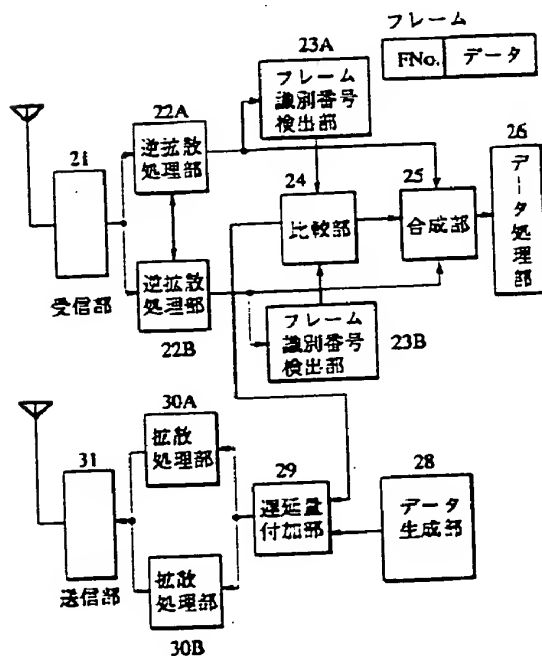 フレーム
FNo. データ
23A
フレーム
識別番号
検出部
22A
逆拡散
処理部
21
受信部
24
比較部
25
合成部
26
データ処理部
逆拡散
処理部
22B
フレーム
識別番号
検出部
23B
30A
拡散
処理部
31
送信部
29
遅延量
付加部
28
データ
生成部
拡散
処理部
30B